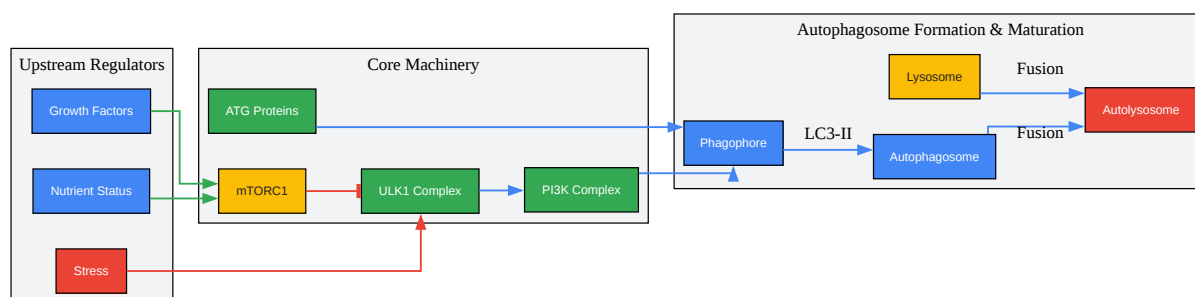 Autophagosome Formation & Maturation
Upstream Regulators
Core Machinery
Lysosome
Fusion
Growth Factors
ATG Proteins
Autolysosome
LC3-II
Fusion
Phagophore
Autophagosome
Nutrient Status
mTORC1
ULK1 Complex
PI3K Complex
Stress